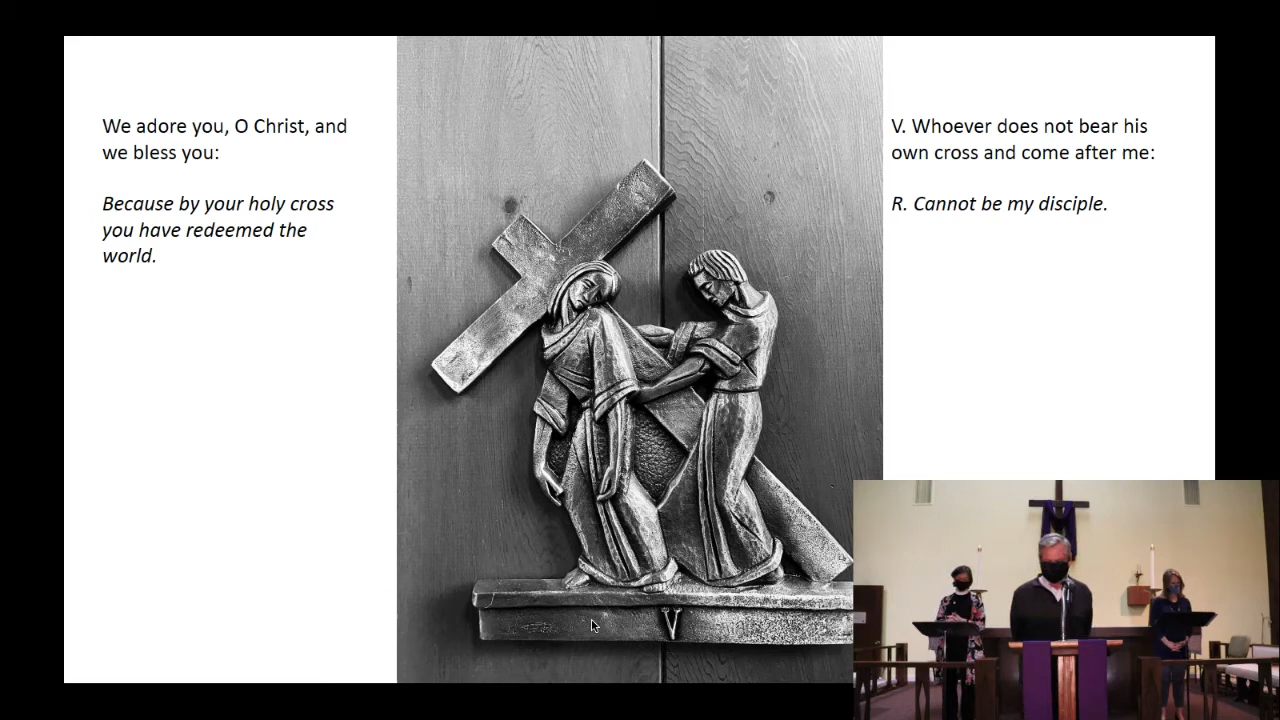 We adore you, O Christ, and
we bless you:
Because by your holy cross
you have redeemed the
world.
V. Whoever does not bear his
own cross and come after me:
R. Cannot be my disciple.
V